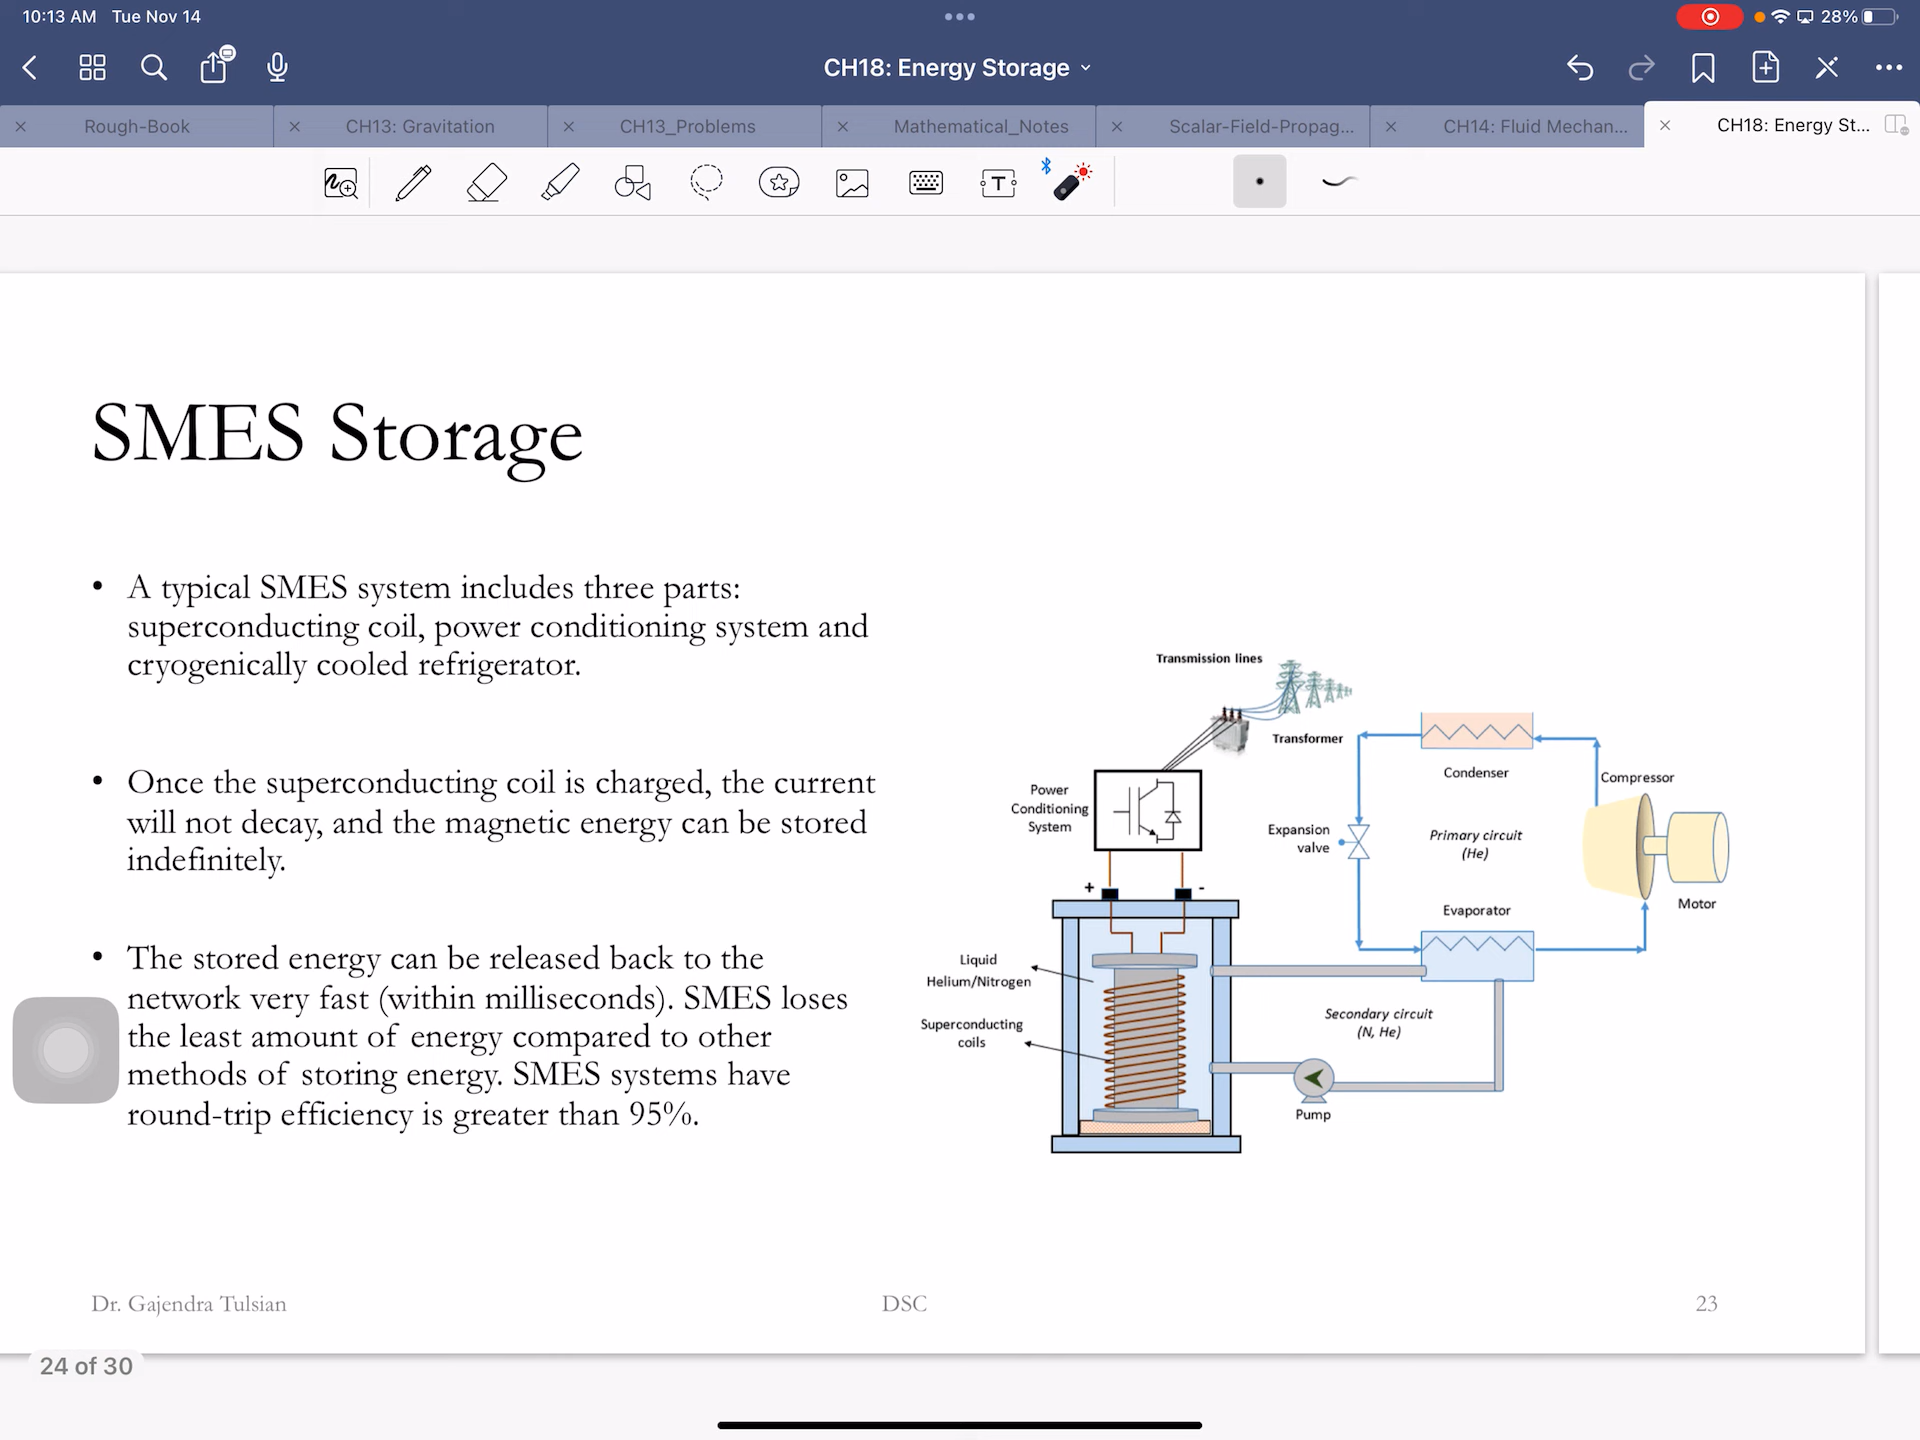 10:13 AM Tue Nov 14
28%
CH18: Energy Storage
Rough-Book
CH13: Gravitation
CH13_Problems
Mathematical_Notes
Scalar-Field-Propag...
CH14: Fluid Mechan...
CH18: Energy St...
T
SMES Storage
• A typical SMES system includes three parts:
superconducting coil, power conditioning system and
cryogenically cooled refrigerator.
• Once the superconducting coil is charged, the current
will not decay, and the magnetic energy can be stored
indefinitely.
• The stored energy can be released back to the
network very fast (within milliseconds). SMES loses
the least amount of energy compared to other
methods of storing energy. SMES systems have
round-trip efficiency is greater than 95%.
Transmission lines
Transformer
Power
Conditioning
System
+
-
Liquid
Helium/Nitrogen
Superconducting
coils
Condenser
Compressor
Expansion
valve
Primary circuit
(He)
Motor
Evaporator
Secondary circuit
(N, He)
Pump
Dr. Gajendra Tulsian
DSC
23
24 of 30